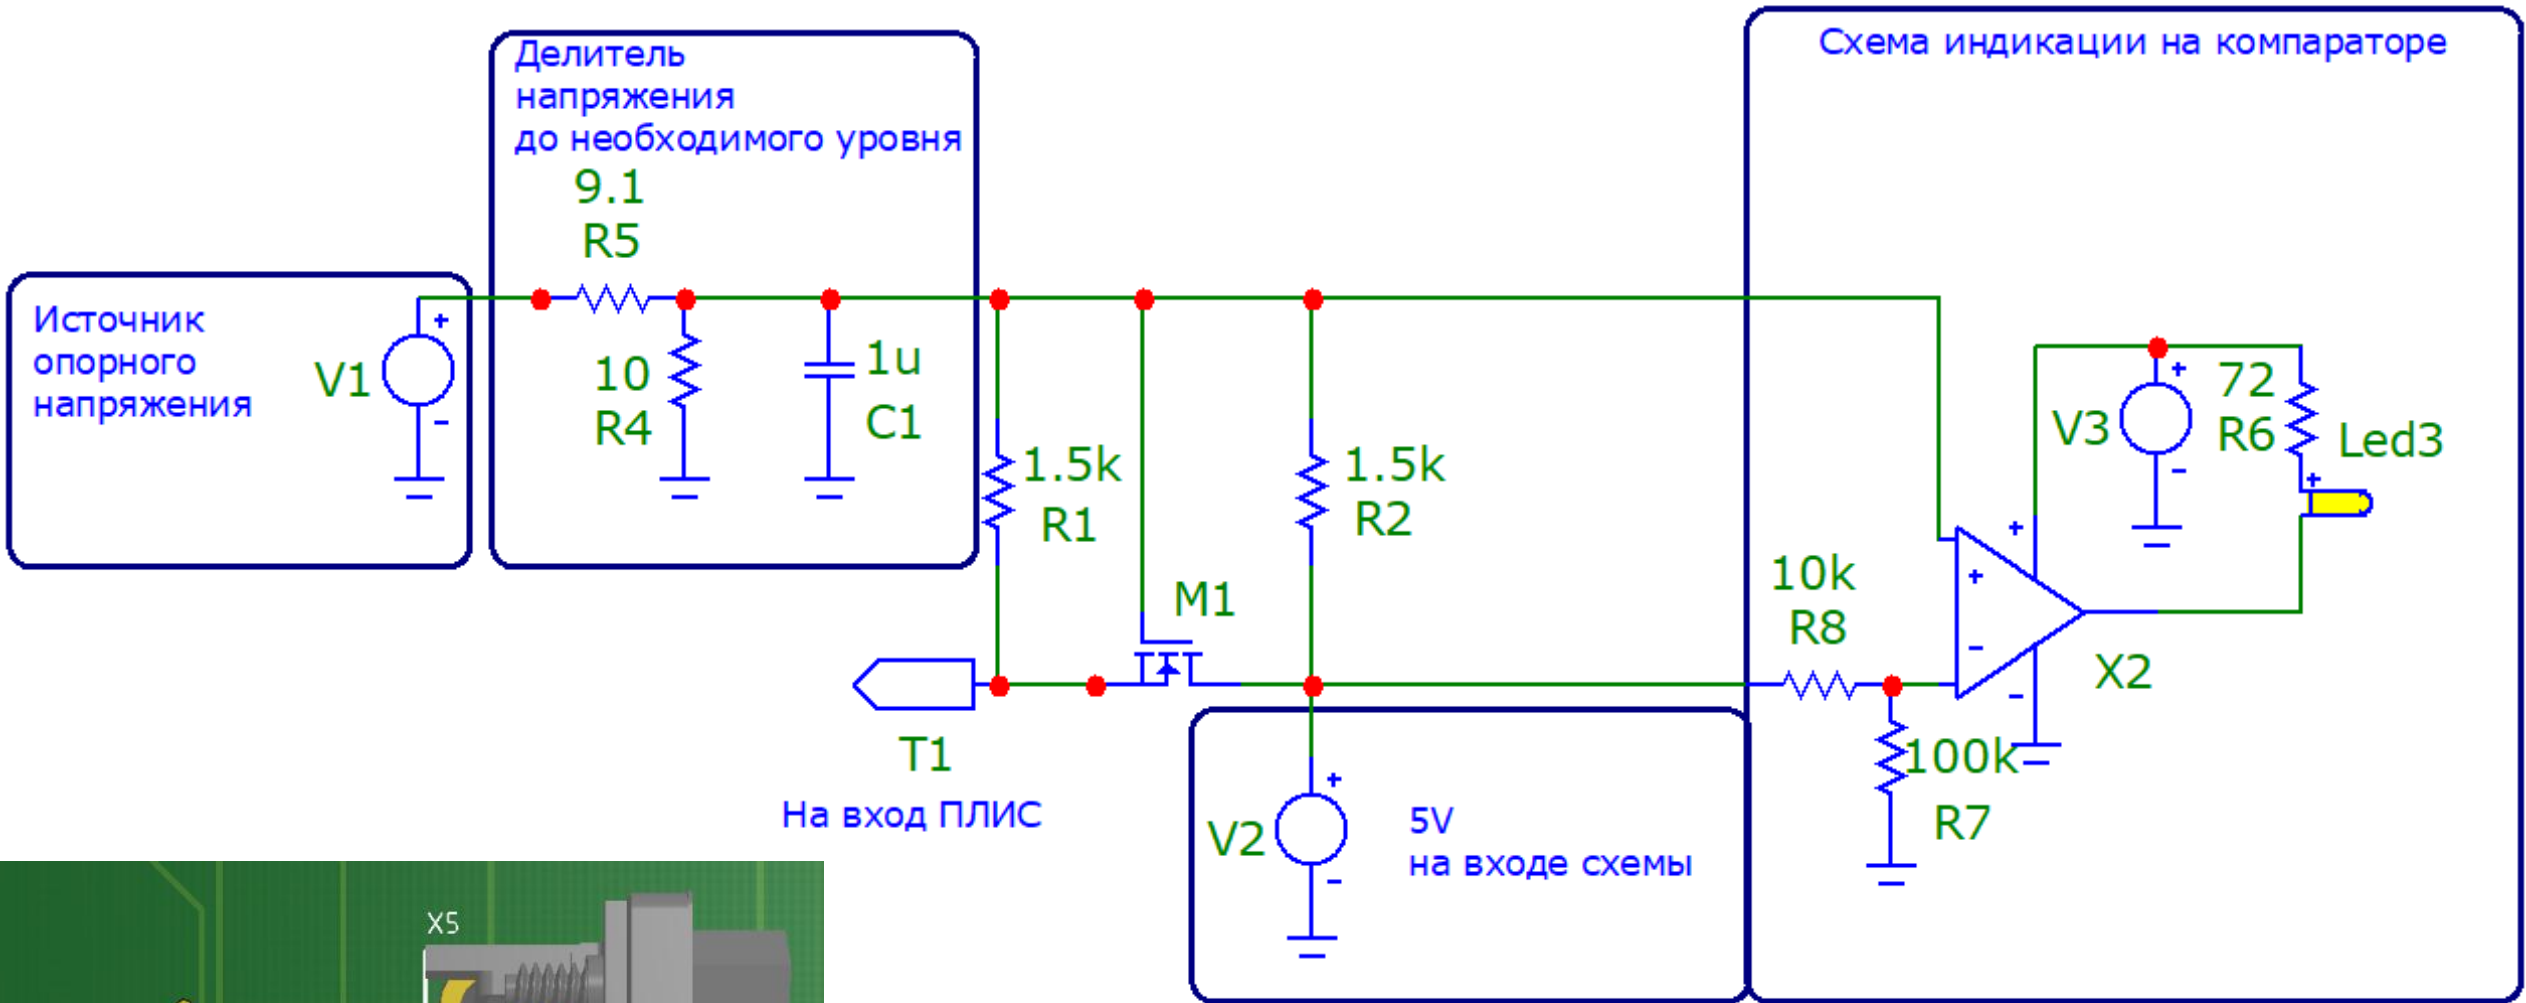 Схема индикации на компараторе
Делитель
напряжения
до необходимого уровня
9.1
R5
Источник
опорного
напряжения
V1
+
-
10
R4
1u
C1
1.5k
R1
1.5k
R2
M1
T1
На вход ПЛИС
V2
+
-
5V
на входе схемы
10k
R8
100k
R7
+
-
+
-
X2
V3
+
-
72
R6
+
Led3
X5